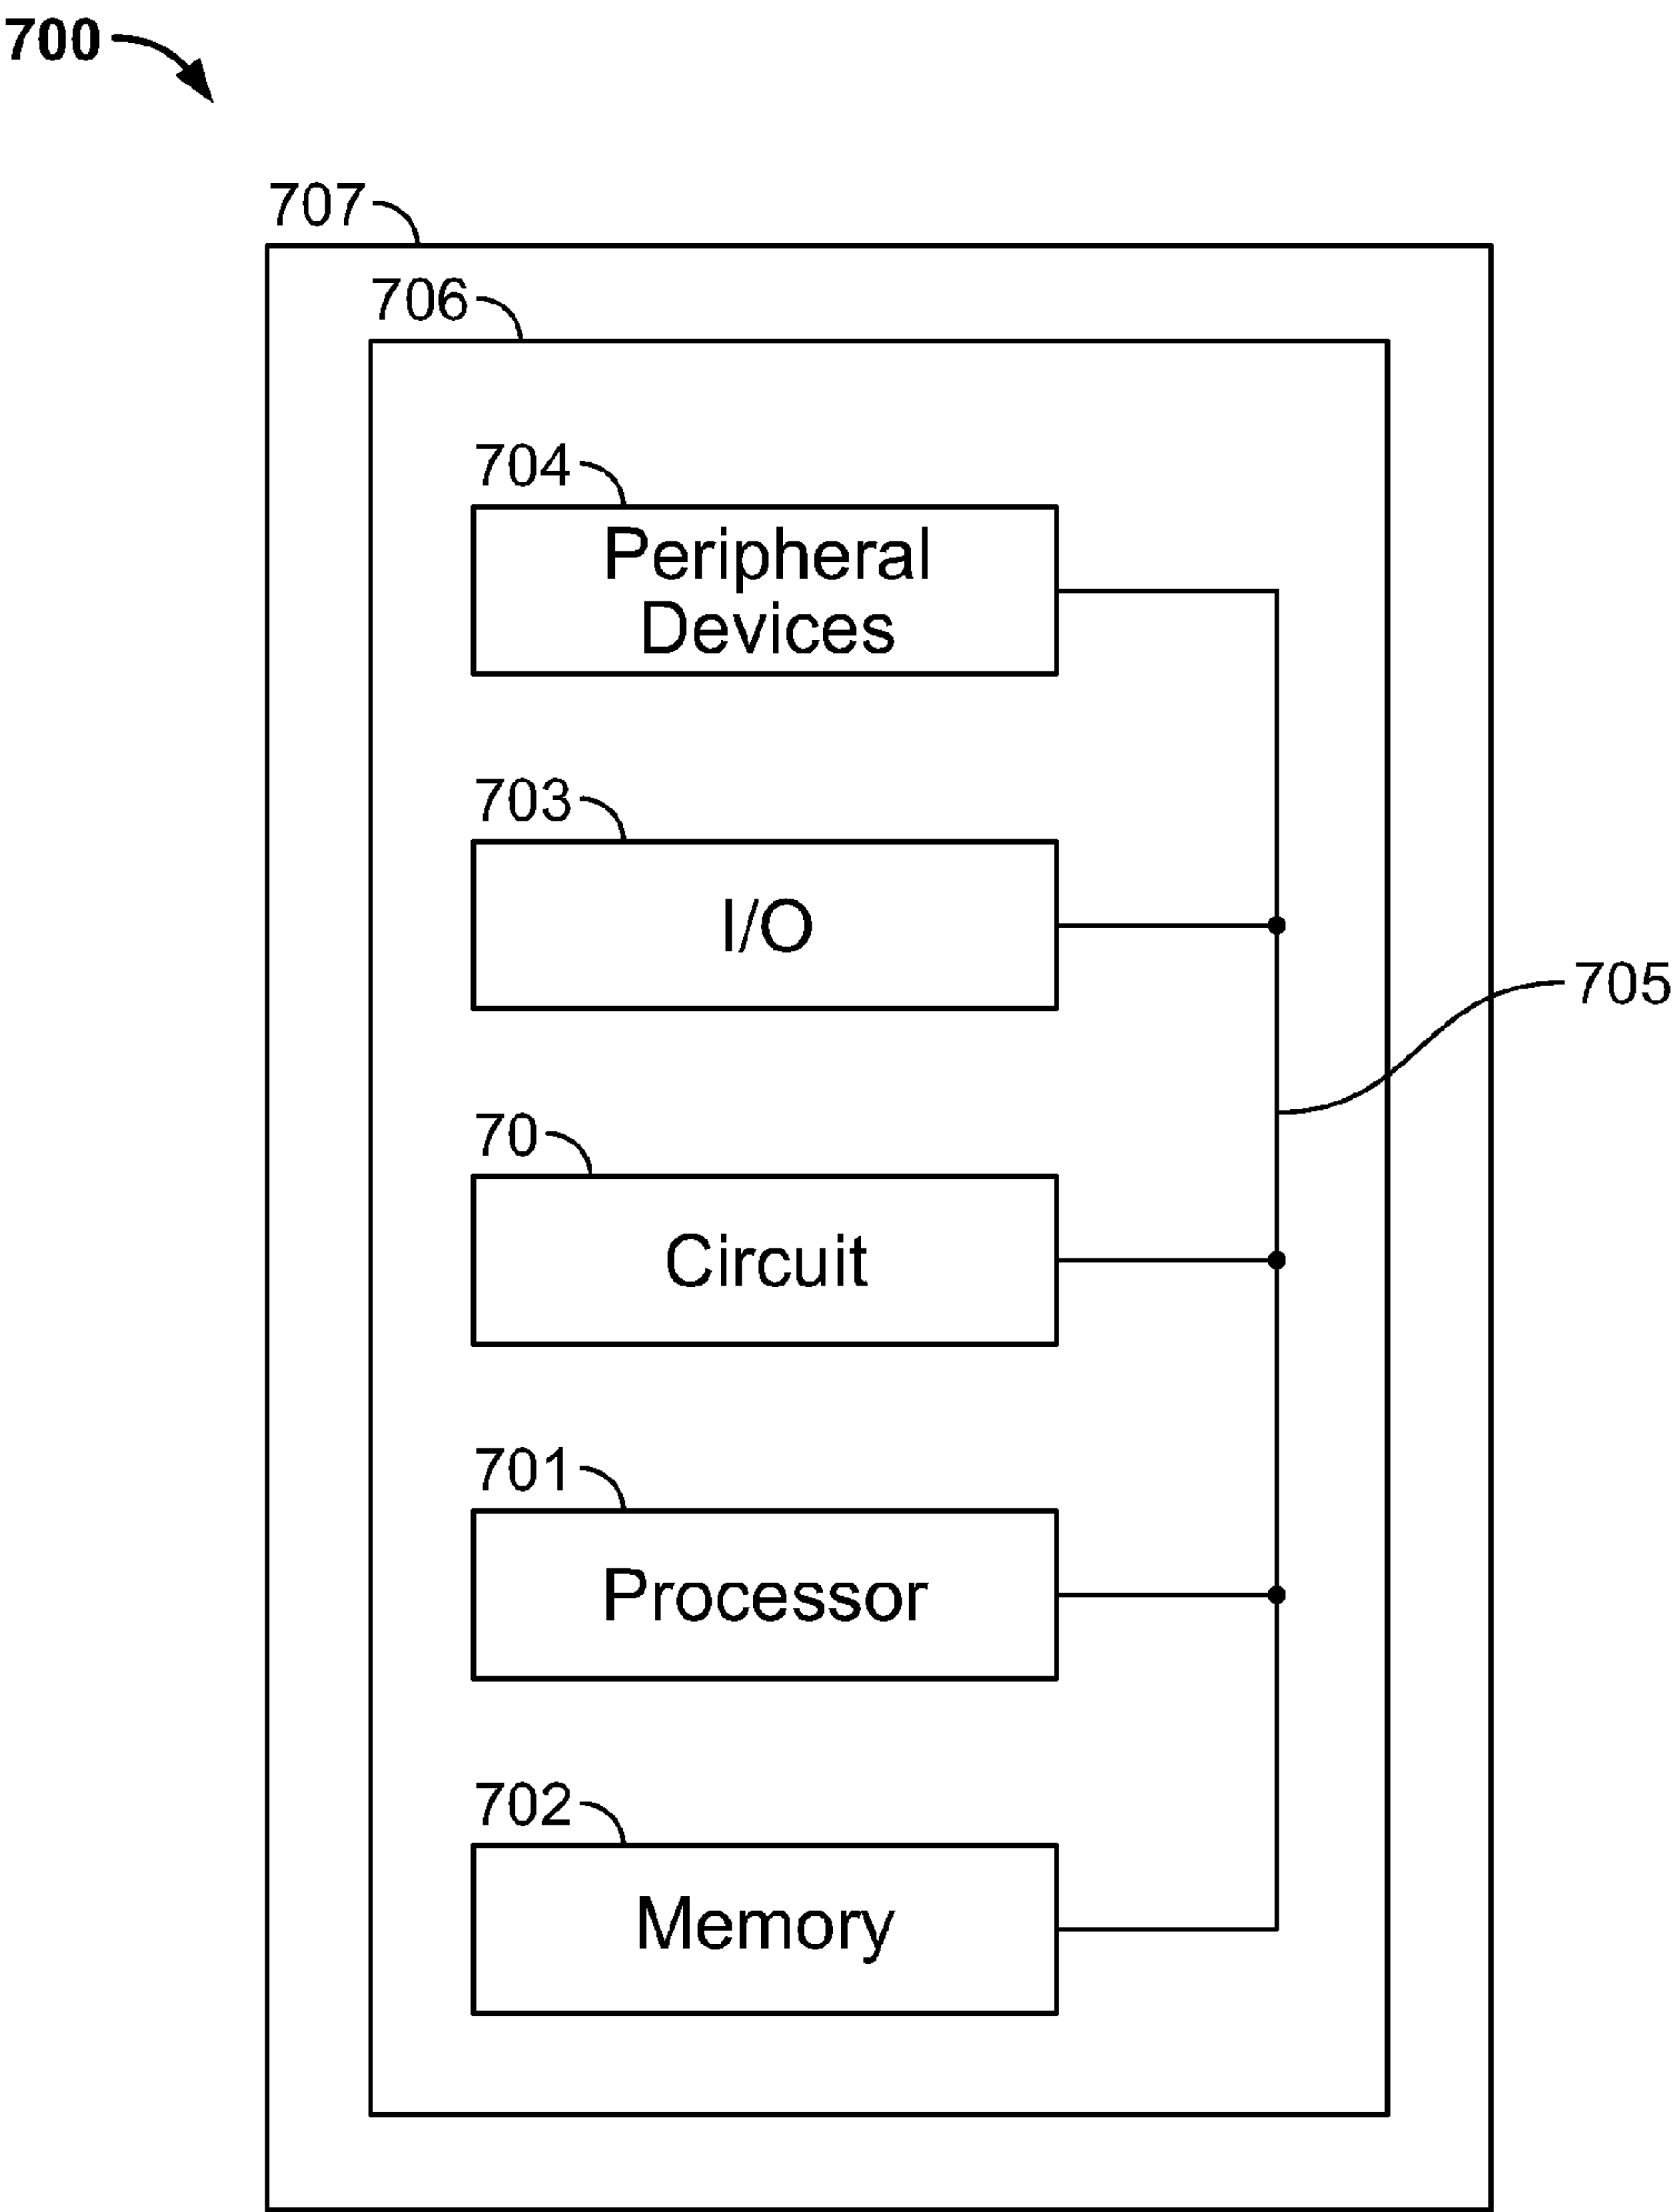 700
707
706
704
Peripheral
Devices
703
I/O
705
70
Circuit
701
Processor
702
Memory